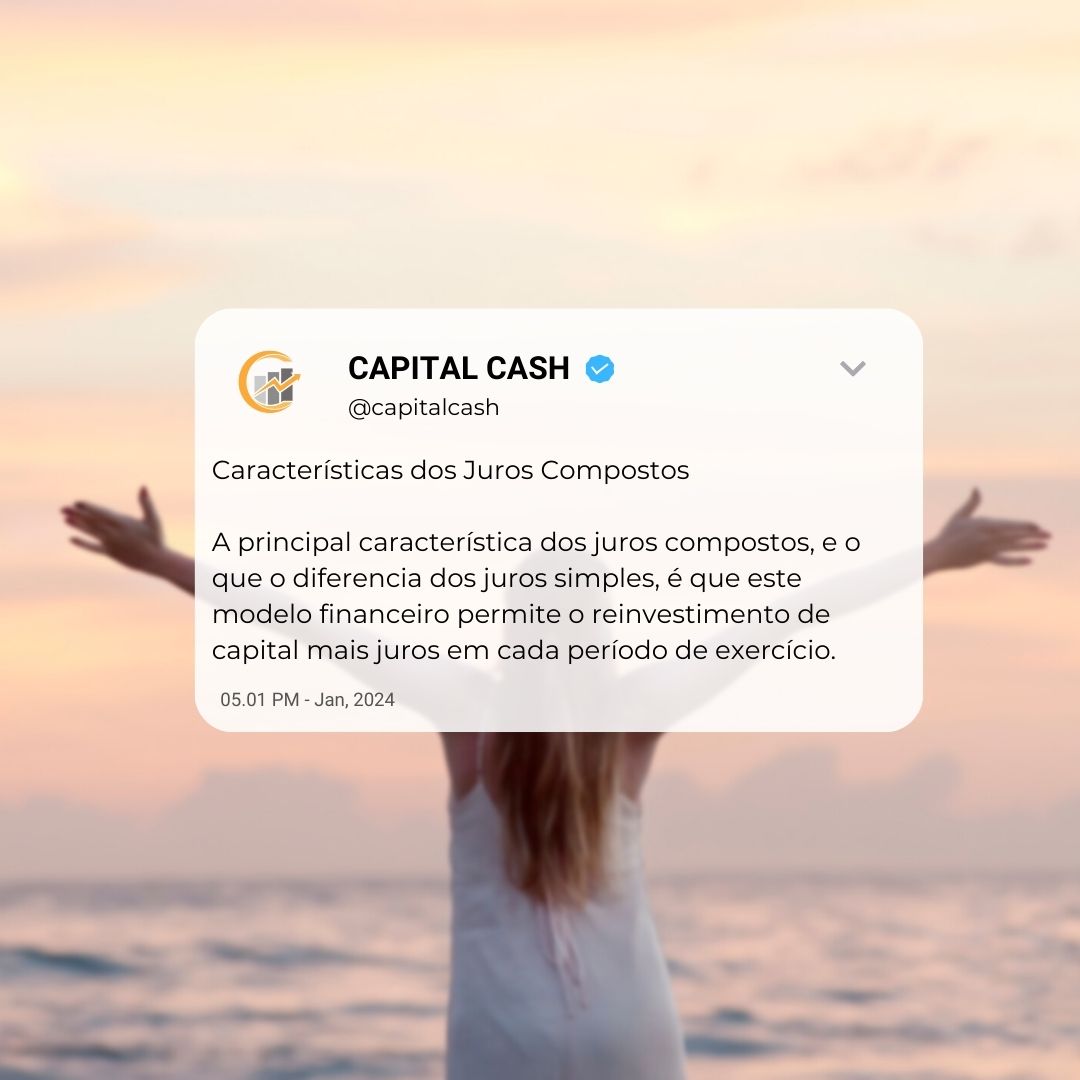 CAPITAL CASH
@capitalcash
Características dos Juros Compostos
A principal característica dos juros compostos, e o
que o diferencia dos juros simples, é que este
modelo financeiro permite o reinvestimento de
capital mais juros em cada período de exercício.
05.01 PM - Jan, 2024